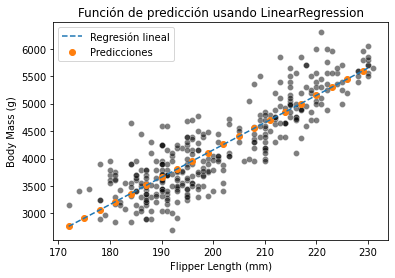 Función de predicción usando LinearRegression
Regresión lineal
Predicciones
6000
5500
5000
4500
4000
3500
3000
Body Mass (g)
170 180 190 200 210 220 230
Flipper Length (mm)